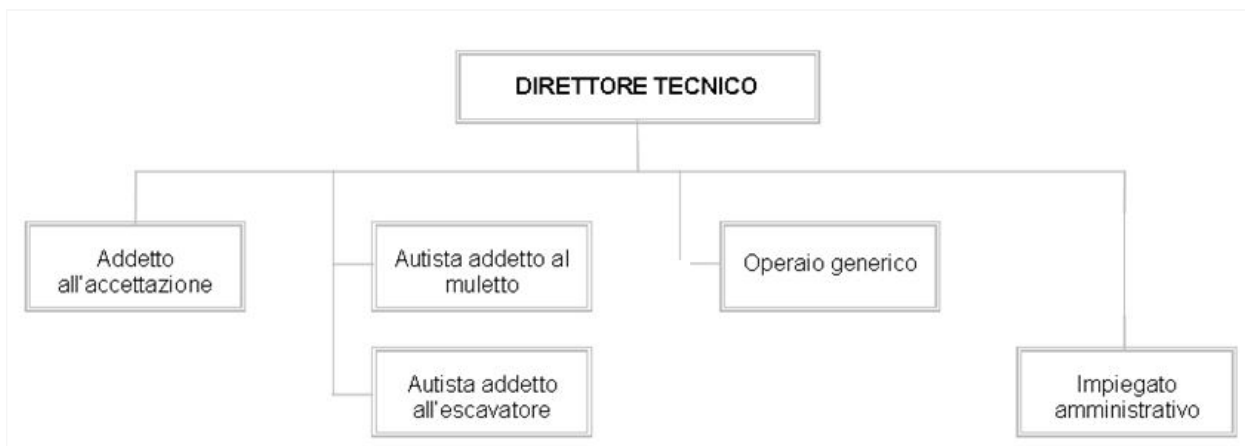 DIRETTORE TECNICO
Addetto
all'accettazione
Autista addetto al
muletto
Operaio generico
Autista addetto
all'escavatore
Impiegato
amministrativo